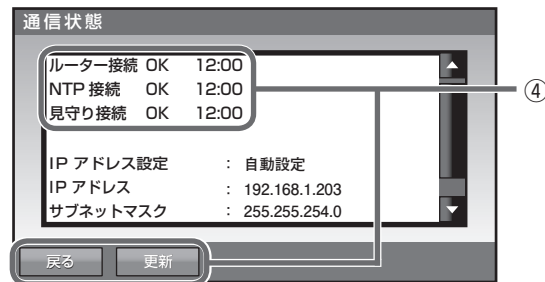 通信状態
ルーター接続 OK 12:00
NTP 接続 OK 12:00
見守り接続 OK 12:00
④
IP アドレス設定 : 自動設定
IP アドレス : 192.168.1.203
サブネットマスク : 255.255.254.0
戻る 更新